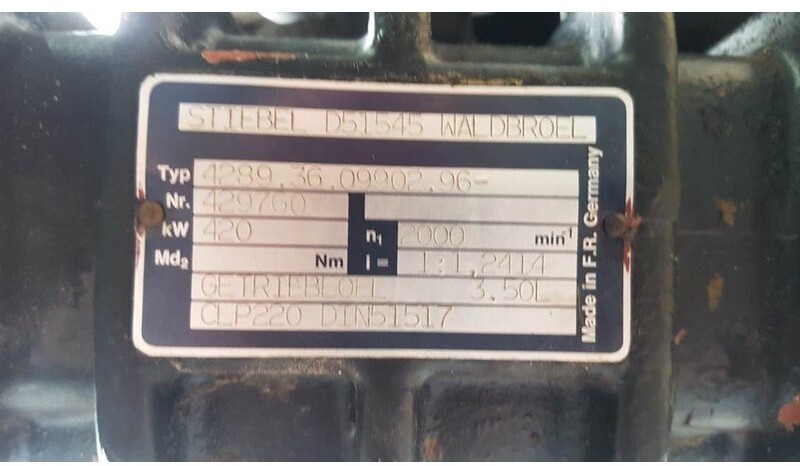 STIEBEL D51545 WALDBROEL
Typ 4289.36.09902.96-
Nr. 429760
kW 420 n1 2000 min-1
Md2 Nm i = 1:1,2414
GETRIEBEOEL 3.50L
CLP220 DIN51517
Made in F.R. Germany